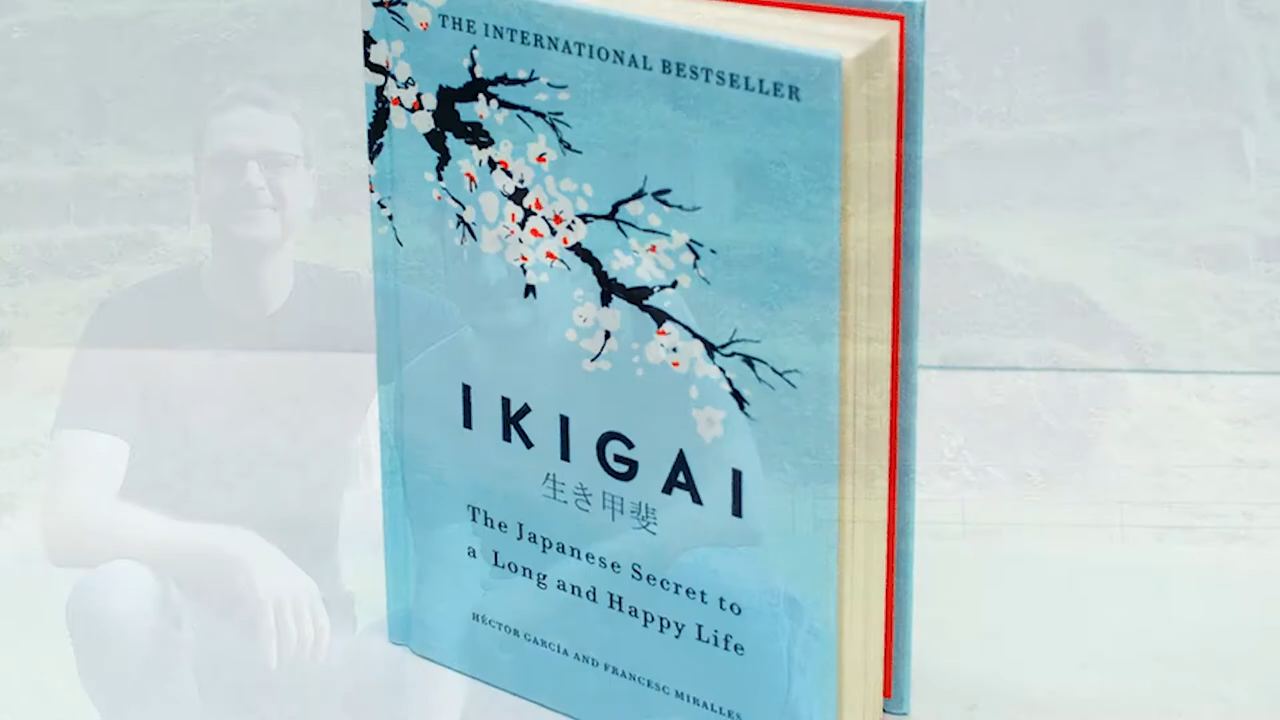 THE INTERNATIONAL BESTSELLER
IKIGAI
生き甲斐
The Japanese Secret to
a Long and Happy Life
HÉCTOR GARCÍA AND FRANCESC MIRALLES